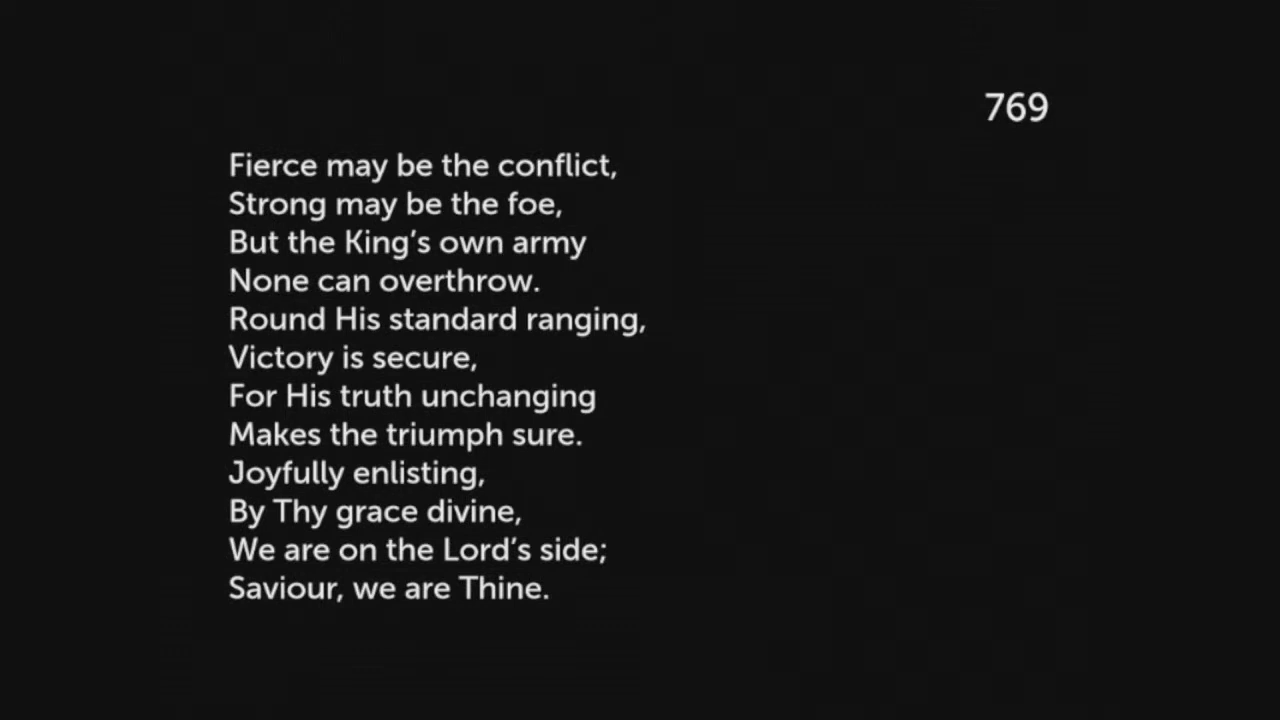 769
Fierce may be the conflict,
Strong may be the foe,
But the King’s own army
None can overthrow.
Round His standard ranging,
Victory is secure,
For His truth unchanging
Makes the triumph sure.
Joyfully enlisting,
By Thy grace divine,
We are on the Lord’s side;
Saviour, we are Thine.